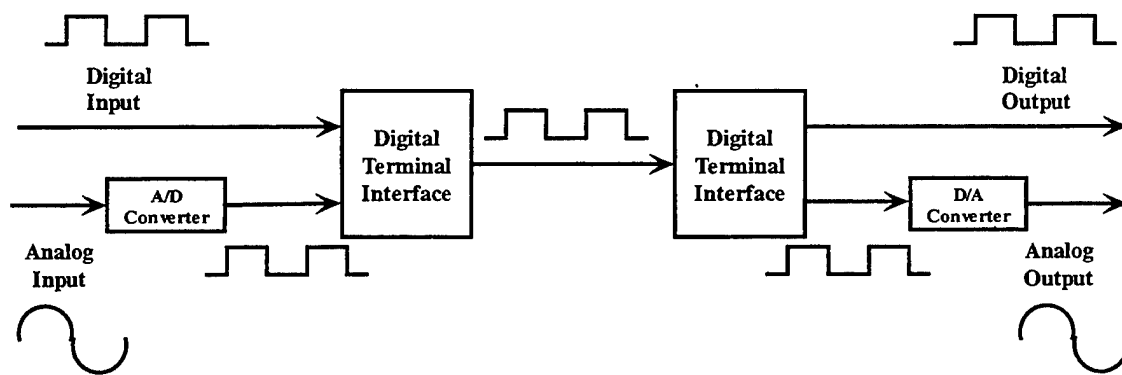 Digital
Input
Digital
Output
Digital
Terminal
Interface
Digital
Terminal
Interface
A/D
Converter
D/A
Converter
Analog
Input
Analog
Output